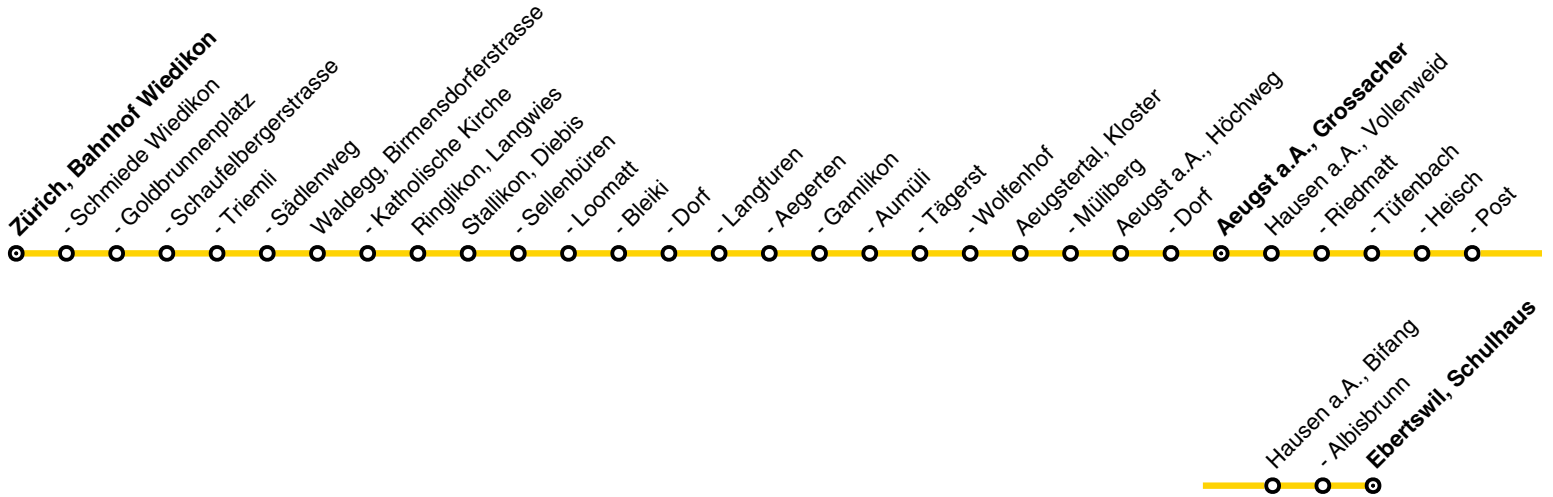 Zürich, Bahnhof Wiedikon
- Schmiede Wiedikon
- Goldbrunnenplatz
- Schaufelbergerstrasse
- Triemli
- Sädlenweg
Waldegg, Birmensdorferstrasse
- Katholische Kirche
Ringlikon, Langwies
Stallikon, Diebis
- Sellenbüren
- Loomatt
- Bleiki
- Dorf
- Langfuren
- Aegerten
- Gamlikon
- Aumüli
- Tägerst
- Wolfenhof
Aeugstertal, Kloster
- Müliberg
Aeugst a.A., Höchweg
- Dorf
Aeugst a.A., Grossacher
Hausen a.A., Vollenweid
- Riedmatt
- Tüfenbach
- Heisch
- Post
Hausen a.A., Bifang
- Albisbrunn
Ebertswil, Schulhaus